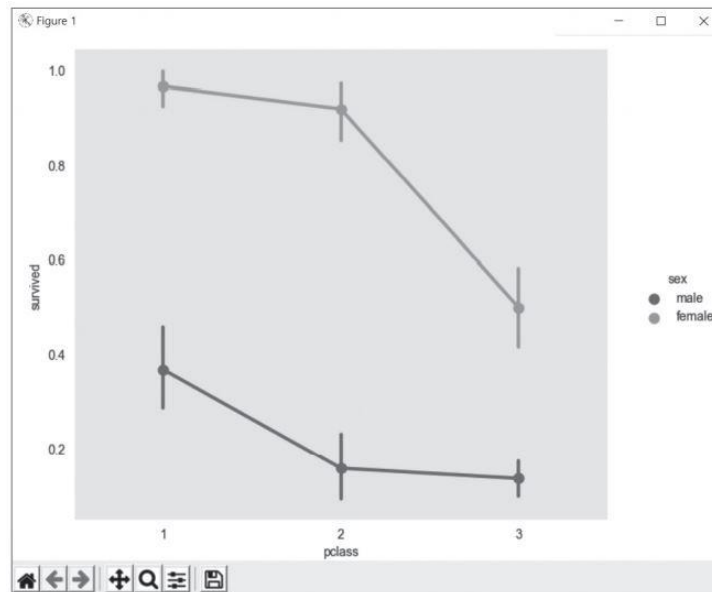 Figure 1
1.0
0.8
0.6
0.4
0.2
survived
1 2 3
pclass
sex
male
female